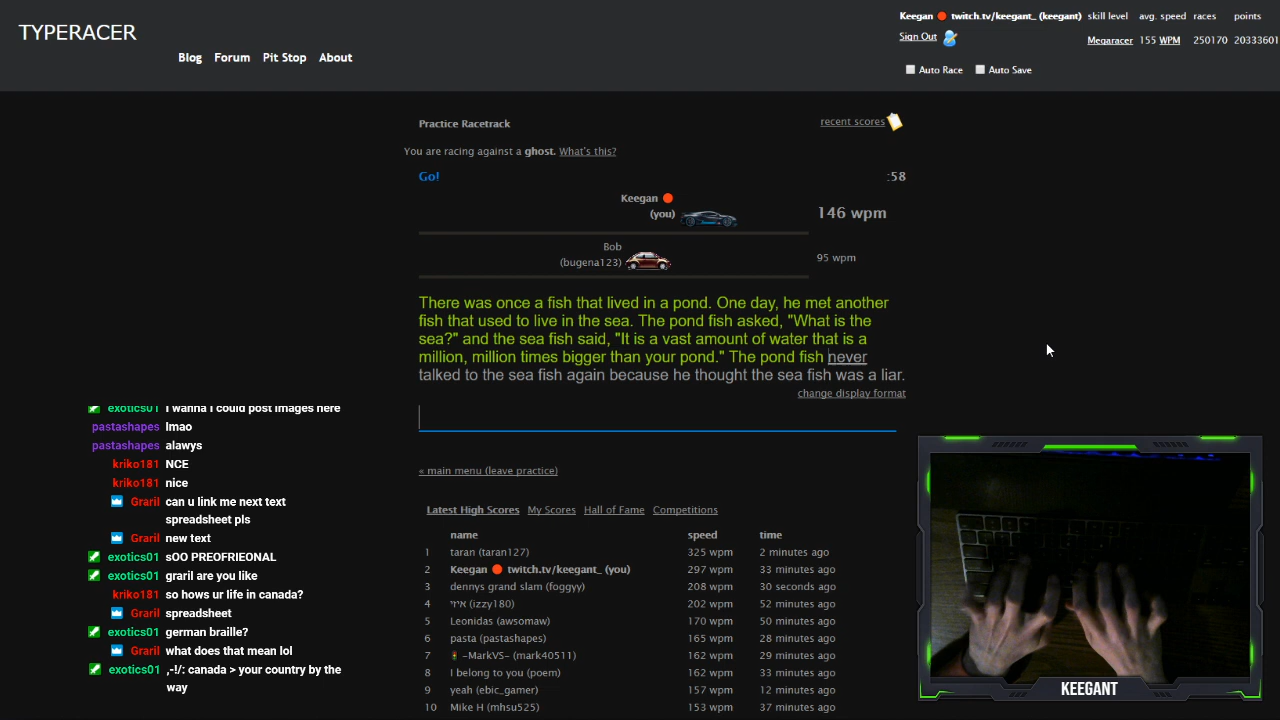 TYPERACER
Blog Forum Pit Stop About
Keegan twitch.tv/keegant_ (keegant) skill level avg. speed races points
Sign Out Megaracer 155 WPM 250170 20333601
Auto Race Auto Save
Practice Racetrack recent scores
You are racing against a ghost. What's this?
Go! :58
Keegan
(you) 146 wpm
Bob
(bugena123) 95 wpm
There was once a fish that lived in a pond. One day, he met another
fish that used to live in the sea. The pond fish asked, "What is the
sea?" and the sea fish said, "It is a vast amount of water that is a
million, million times bigger than your pond." The pond fish never
talked to the sea fish again because he thought the sea fish was a liar.
change display format
« main menu (leave practice)
Latest High Scores My Scores Hall of Fame Competitions
name speed time
1 taran (taran127) 325 wpm 2 minutes ago
2 Keegan twitch.tv/keegant_ (you) 297 wpm 33 minutes ago
3 dennys grand slam (foggyy) 208 wpm 30 seconds ago
4 (izzy180) 202 wpm 52 minutes ago
5 Leonidas (awsomaw) 170 wpm 50 minutes ago
6 pasta (pastashapes) 165 wpm 28 minutes ago
7 ~MarkVS~ (mark40511) 162 wpm 29 minutes ago
8 I belong to you (poem) 162 wpm 33 minutes ago
9 yeah (ebic_gamer) 157 wpm 12 minutes ago
10 Mike H (mhsu525) 153 wpm 37 minutes ago
exotics01 i wanna I could post images here
pastashapes lmao
pastashapes alawys
kriko181 NCE
kriko181 nice
Graril can u link me next text
spreadsheet pls
Graril new text
exotics01 sOO PREOFRIEONAL
exotics01 graril are you like
kriko181 so hows ur life in canada?
Graril spreadsheet
exotics01 german braille?
Graril what does that mean lol
exotics01 ,-!/: canada > your country by the
way
KEEGANT